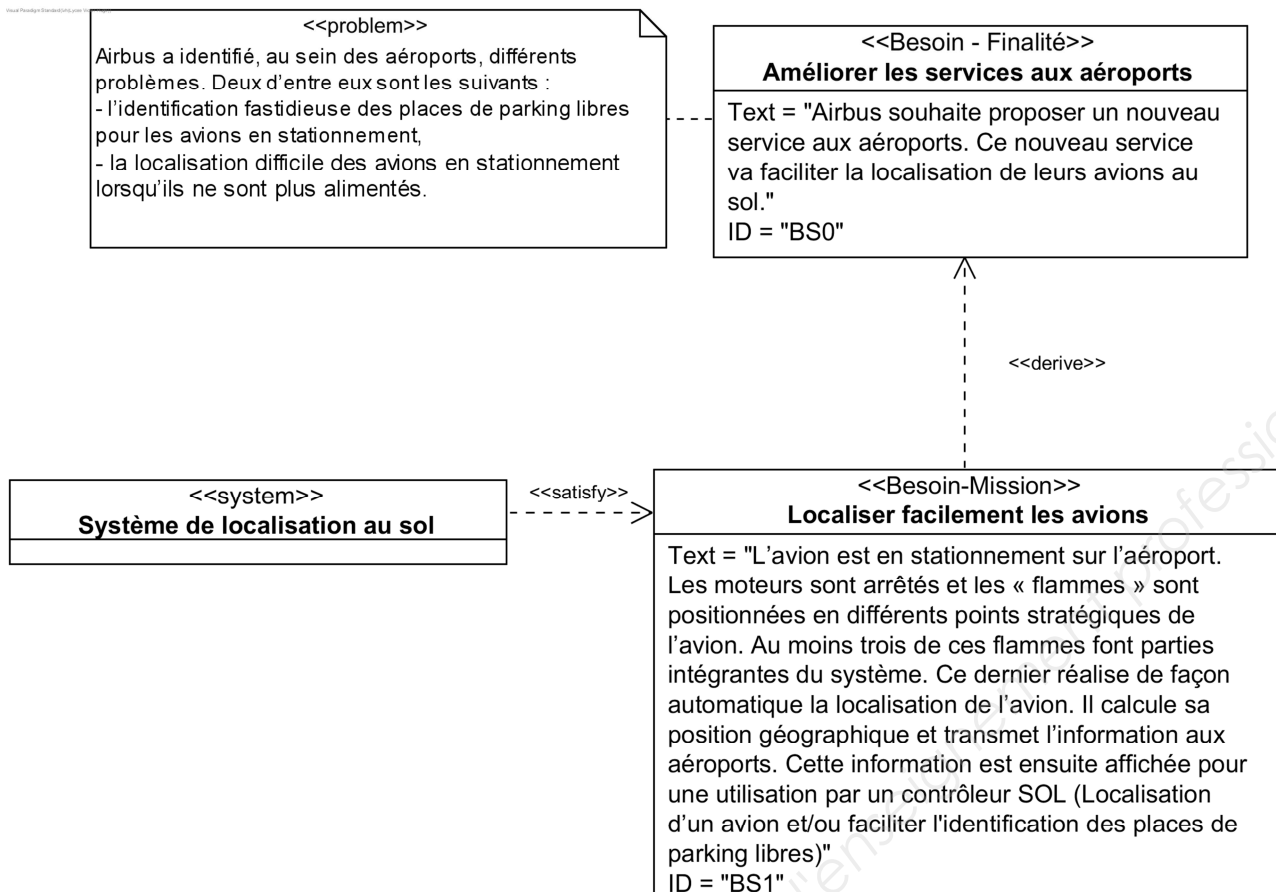 <<problem>>
Airbus a identifié, au sein des aéroports, différents
problèmes. Deux d'entre eux sont les suivants :
- l'identification fastidieuse des places de parking libres
pour les avions en stationnement,
- la localisation difficile des avions en stationnement
lorsqu'ils ne sont plus alimentés.
<<Besoin - Finalité>>
Améliorer les services aux aéroports
Text = "Airbus souhaite proposer un nouveau
service aux aéroports. Ce nouveau service
va faciliter la localisation de leurs avions au
sol."
ID = "BS0"
<<derive>>
<<system>>
Système de localisation au sol
<<satisfy>>
<<Besoin-Mission>>
Localiser facilement les avions
Text = "L'avion est en stationnement sur l'aéroport.
Les moteurs sont arrêtés et les « flammes » sont
positionnées en différents points stratégiques de
l'avion. Au moins trois de ces flammes font parties
intégrantes du système. Ce dernier réalise de façon
automatique la localisation de l'avion. Il calcule sa
position géographique et transmet l'information aux
aéroports. Cette information est ensuite affichée pour
une utilisation par un contrôleur SOL (Localisation
d'un avion et/ou faciliter l'identification des places de
parking libres)"
ID = "BS1"